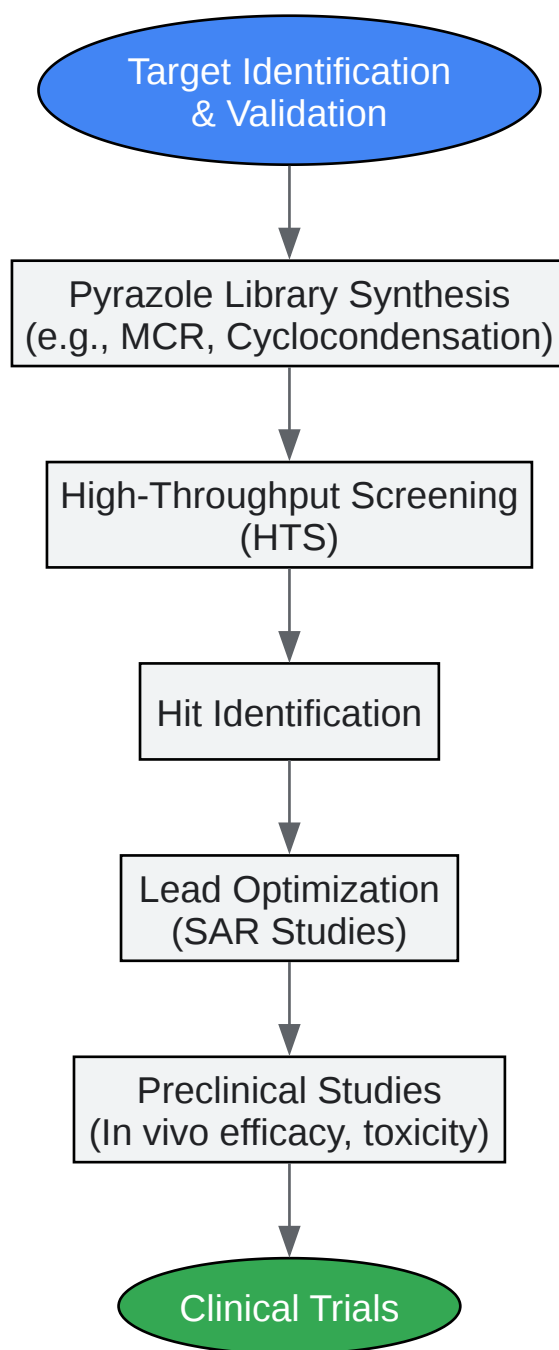 Target Identification
& Validation
Pyrazole Library Synthesis
(e.g., MCR, Cyclocondensation)
High-Throughput Screening
(HTS)
Hit Identification
Lead Optimization
(SAR Studies)
Preclinical Studies
(In vivo efficacy, toxicity)
Clinical Trials